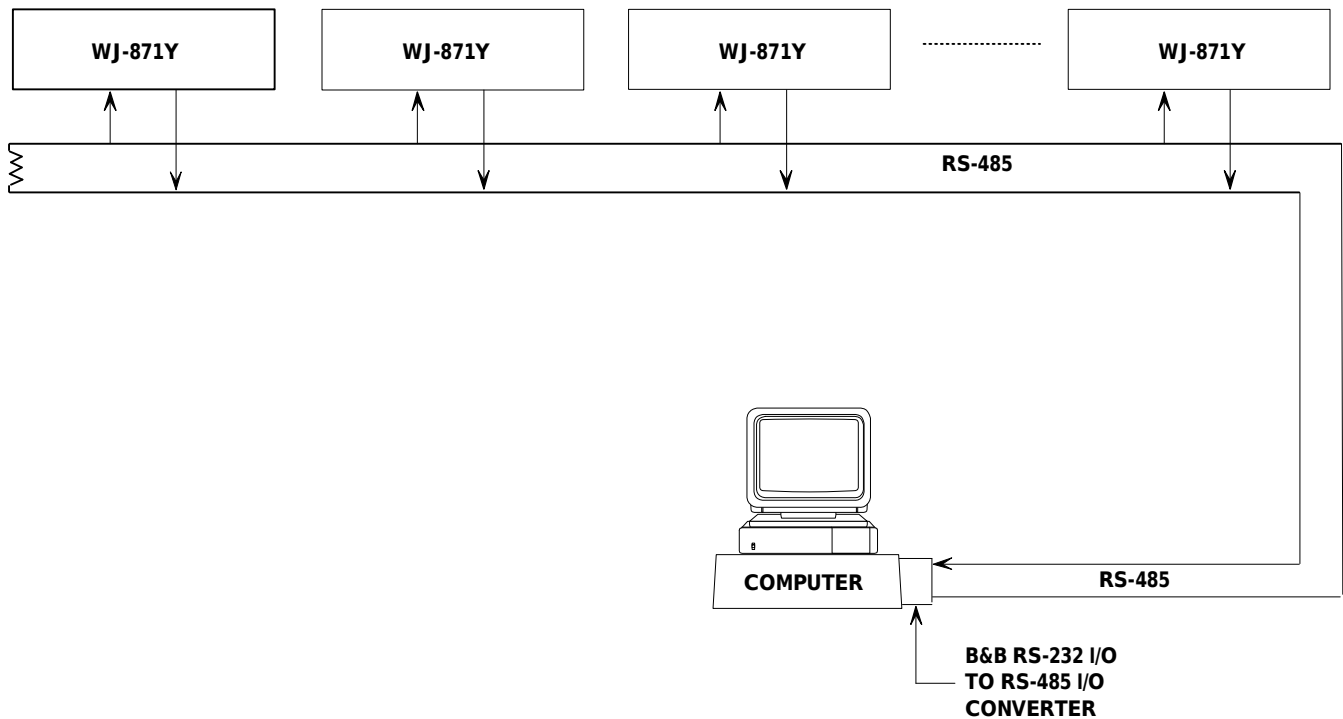 WJ-871Y
WJ-871Y
WJ-871Y
WJ-871Y
RS-485
COMPUTER
RS-485
B&B RS-232 I/O
TO RS-485 I/O
CONVERTER